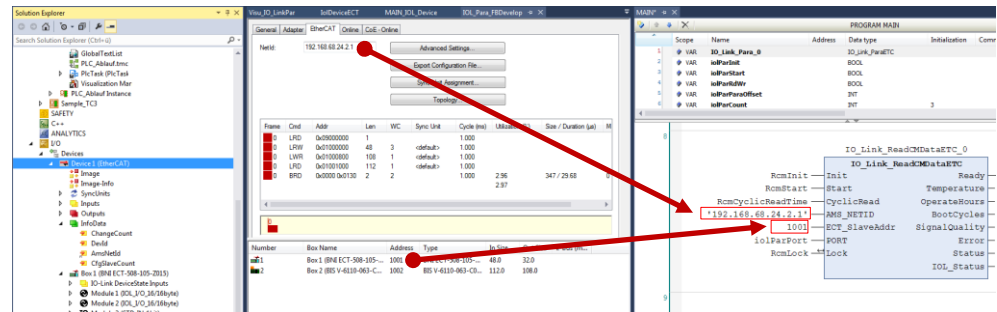 Solution Explorer
Search Solution Explorer (Ctrl+ü)
GlobalTextList
PLC_Ablauf.tmc
PlcTask (PlcTask
Visualization Mar
PLC_Ablauf Instance
Sample_TC3
SAFETY
C++
ANALYTICS
I/O
Devices
Device 1 (EtherCAT)
Image
Image-Info
SyncUnits
Inputs
Outputs
InfoData
ChangeCount
DevId
AmsNetId
CfgSlaveCount
Box 1 (BNI ECT-508-105-Z015)
IO-Link DeviceState Inputs
Module 1 (IOL_I/O_16/16byte)
Module 2 (IOL_I/O_16/16byte)
Visu_IO_LinkPar IolDeviceECT MAIN_IOL_Device IOL_Para_FBDevelop
General Adapter EtherCAT Online CoE - Online
NetId: 192.168.68.24.2.1 Advanced Settings...
Export Configuration File...
Sync Unit Assignment...
Topology...
Frame Cmd Addr Len WC Sync Unit Cycle (ms) Utilization (%) Size / Duration (µs) M
0 LRD 0x09000000 1 1.000
0 LRW 0x01000000 48 3 <default> 1.000
0 LWR 0x01000800 108 1 <default> 1.000
0 LRD 0x01001000 112 1 <default> 1.000
0 BRD 0x0000 0x0130 2 2 1.000 2.96 347 / 29.68 0
2.97
0
Number Box Name Address Type In Size
1 Box 1 (BNI ECT-508-105-... 1001 48.0 32.0
2 Box 2 (BIS V-6110-063-C... 1002 BIS V-6110-063-C0... 112.0 108.0
MAIN*
PROGRAM MAIN
Scope Name Address Data type Initialization Comm
1 VAR IO_Link_Para_0 IO_Link_ParaETC
2 VAR iolParInit BOOL
3 VAR iolParStart BOOL
4 VAR iolParRdWr BOOL
5 VAR iolParParaOffset INT
6 VAR iolParCount INT 3
8
IO_Link_ReadCMDataETC_0
IO_Link_ReadCMDataETC
RcmInit Init Ready
RcmStart Start Temperature
RcmCyclicReadTime CyclicRead OperateHours
'192.168.68.24.2.1' AMS_NETID BootCycles
1001 ECT_SlaveAddr SignalQuality
iolParPort PORT Error
RcmLock Lock Status
IOL_Status
9